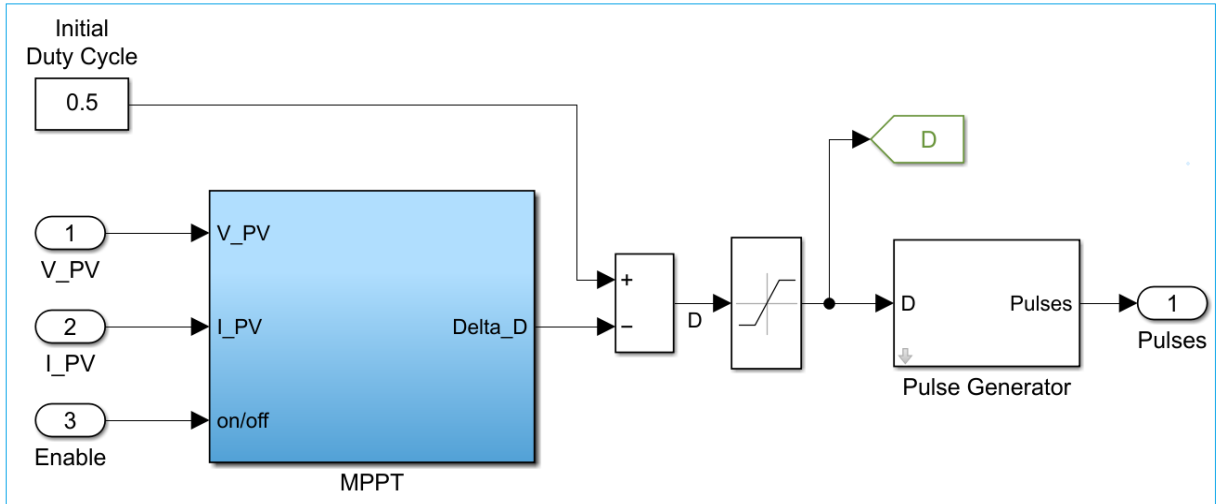 Initial
Duty Cycle
0.5
D
1
V_PV
V_PV
2
I_PV
I_PV
Delta_D
3
Enable
on/off
MPPT
+
−
D
D
Pulses
Pulse Generator
1
Pulses